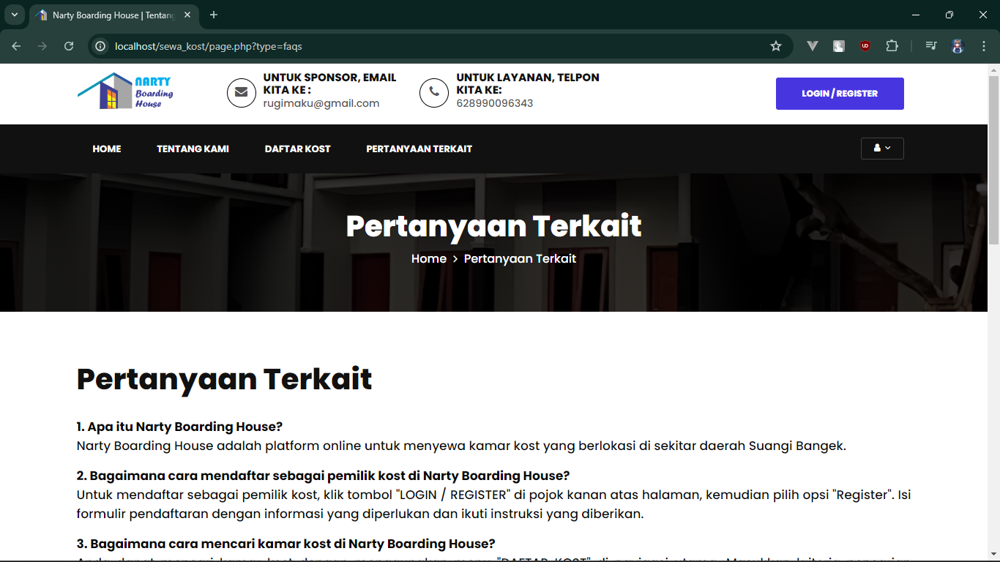 Narty Boarding House | Tentang
localhost/sewa_kost/page.php?type=faqs
NARTY
Boarding
House
UNTUK SPONSOR, EMAIL
KITA KE :
rugimaku@gmail.com
UNTUK LAYANAN, TELPON
KITA KE:
628990096343
LOGIN / REGISTER
HOME
TENTANG KAMI
DAFTAR KOST
PERTANYAAN TERKAIT
Pertanyaan Terkait
Home > Pertanyaan Terkait
Pertanyaan Terkait
1. Apa itu Narty Boarding House?
Narty Boarding House adalah platform online untuk menyewa kamar kost yang berlokasi di sekitar daerah Suangi Bangek.
2. Bagaimana cara mendaftar sebagai pemilik kost di Narty Boarding House?
Untuk mendaftar sebagai pemilik kost, klik tombol "LOGIN / REGISTER" di pojok kanan atas halaman, kemudian pilih opsi "Register". Isi
formulir pendaftaran dengan informasi yang diperlukan dan ikuti instruksi yang diberikan.
3. Bagaimana cara mencari kamar kost di Narty Boarding House?